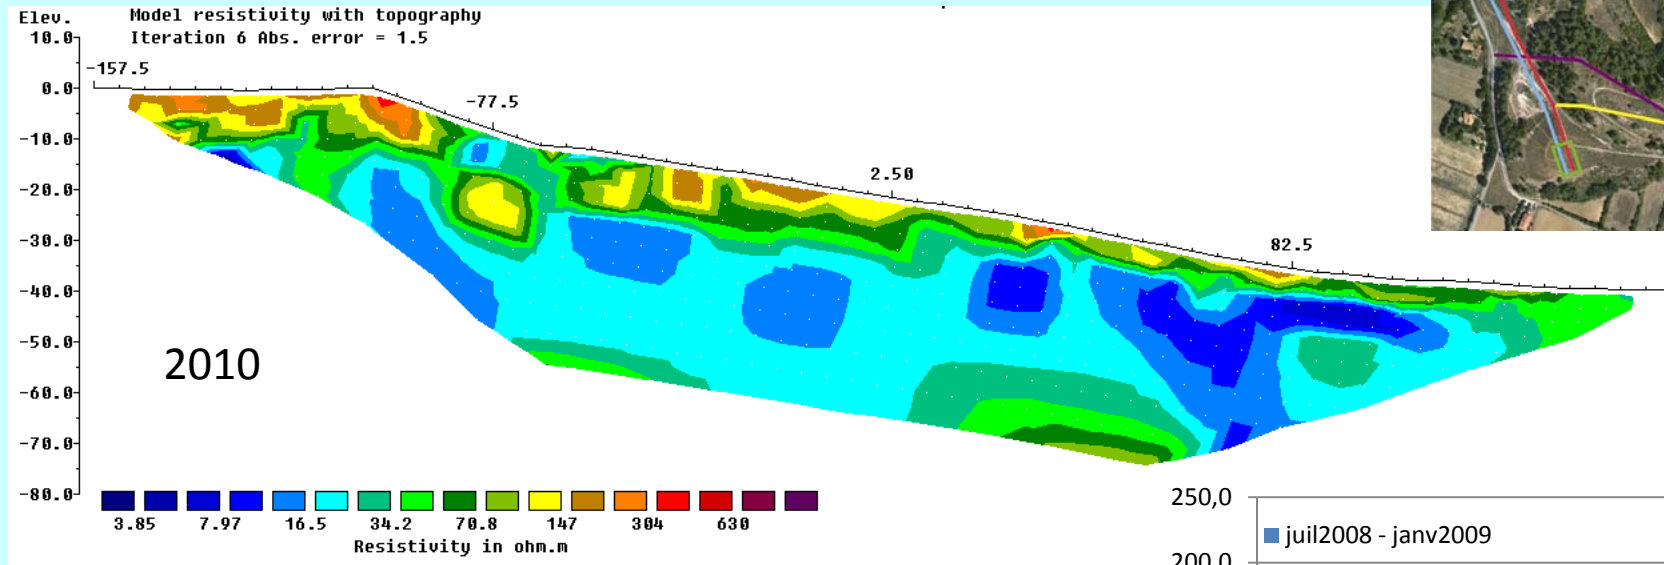 Elev.
Model resistivity with topography
10.0
Iteration 6 Abs. error = 1.5
-157.5
0.0
-77.5
-10.0
-20.0
2.50
-30.0
82.5
-40.0
-50.0
2010
-60.0
-70.0
-80.0
3.85 7.97 16.5 34.2 70.8 147 304 630
Resistivity in ohm.m
250,0
juil2008 - janv2009
200,0